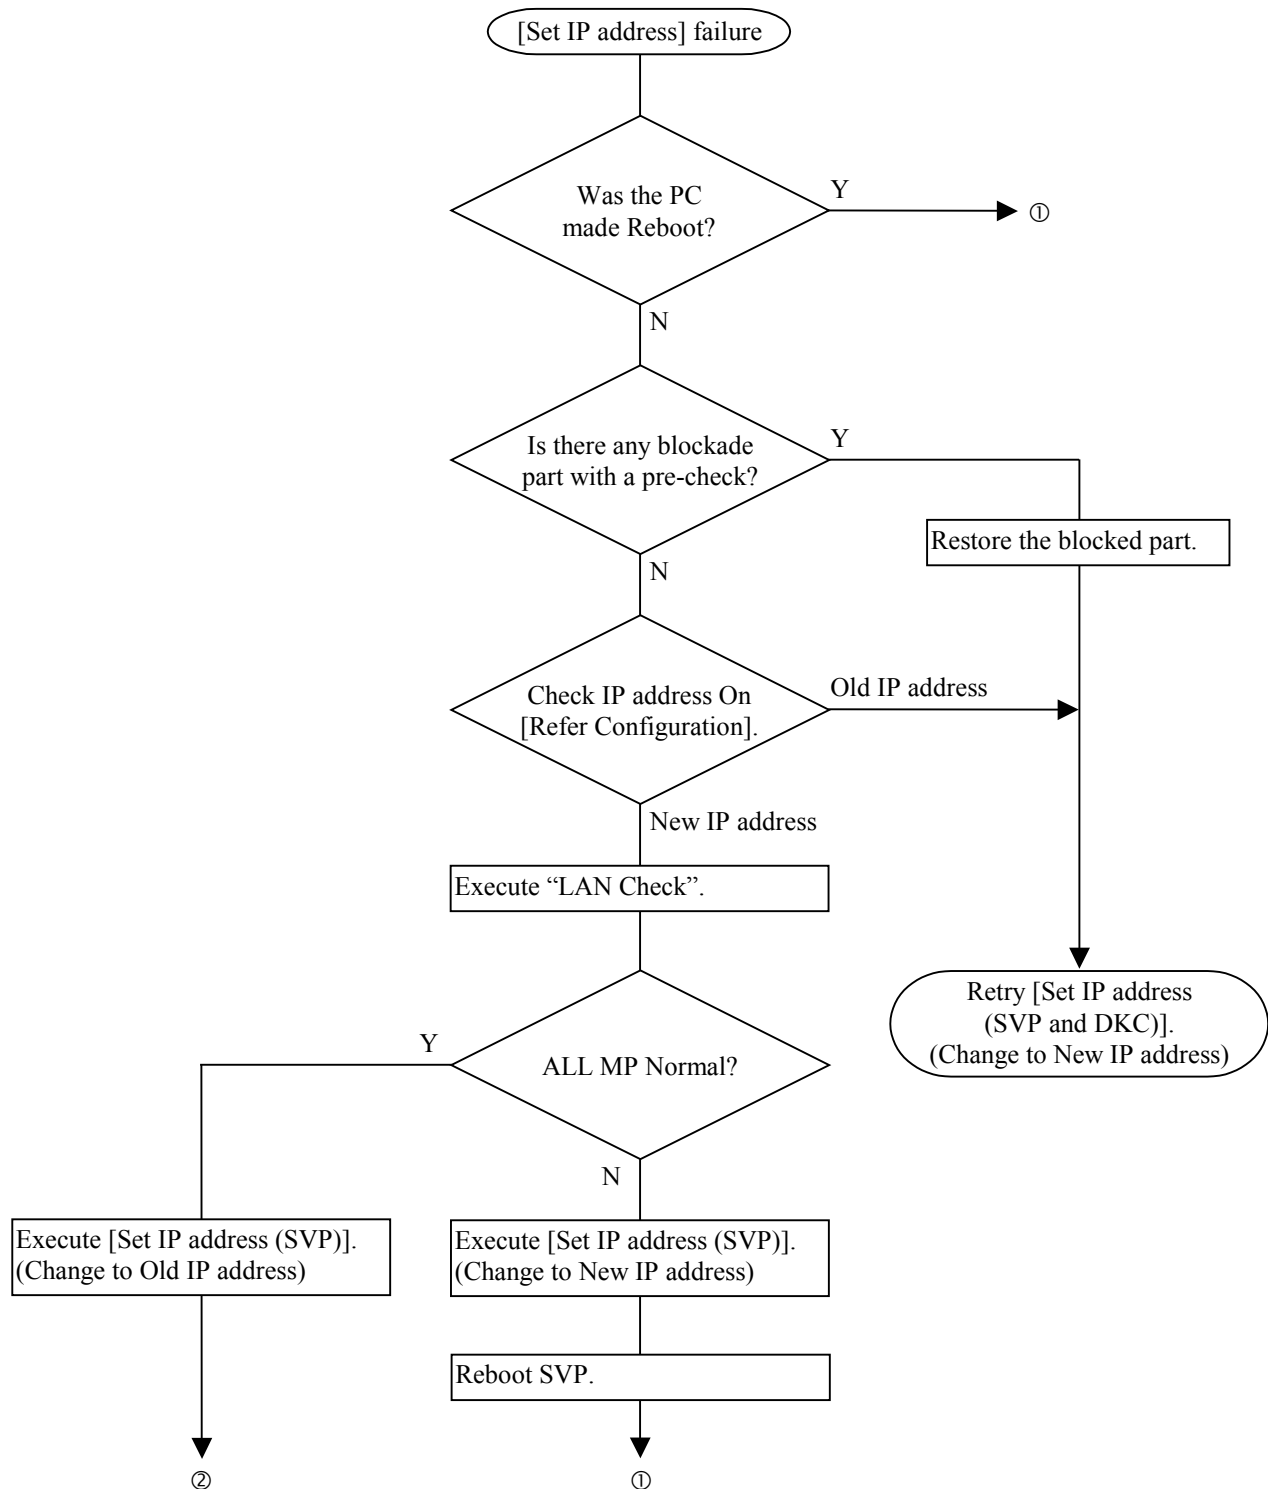 [Set IP address] failure
Was the PC
made Reboot?
Y
①
N
Is there any blockade
part with a pre-check?
Y
Restore the blocked part.
N
Check IP address On
[Refer Configuration].
Old IP address
New IP address
Execute “LAN Check”.
Retry [Set IP address
(SVP and DKC)].
(Change to New IP address)
Y
ALL MP Normal?
N
Execute [Set IP address (SVP)].
(Change to Old IP address)
Execute [Set IP address (SVP)].
(Change to New IP address)
Reboot SVP.
②
①